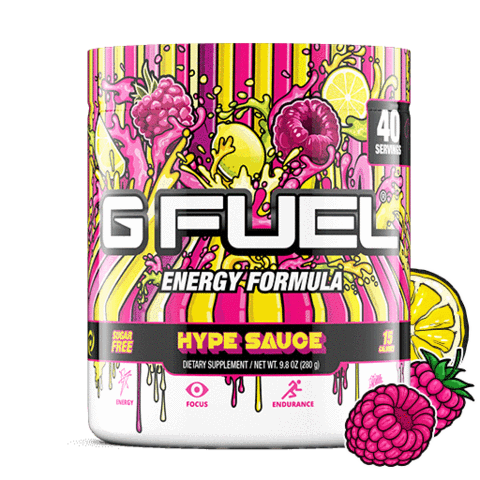 40
SERVINGS
G FUEL
ENERGY FORMULA
SUGAR
FREE
HYPE SAUCE
15
CALORIES
DIETARY SUPPLEMENT / NET WT. 9.8 OZ (280 g)
ENERGY
FOCUS
ENDURANCE